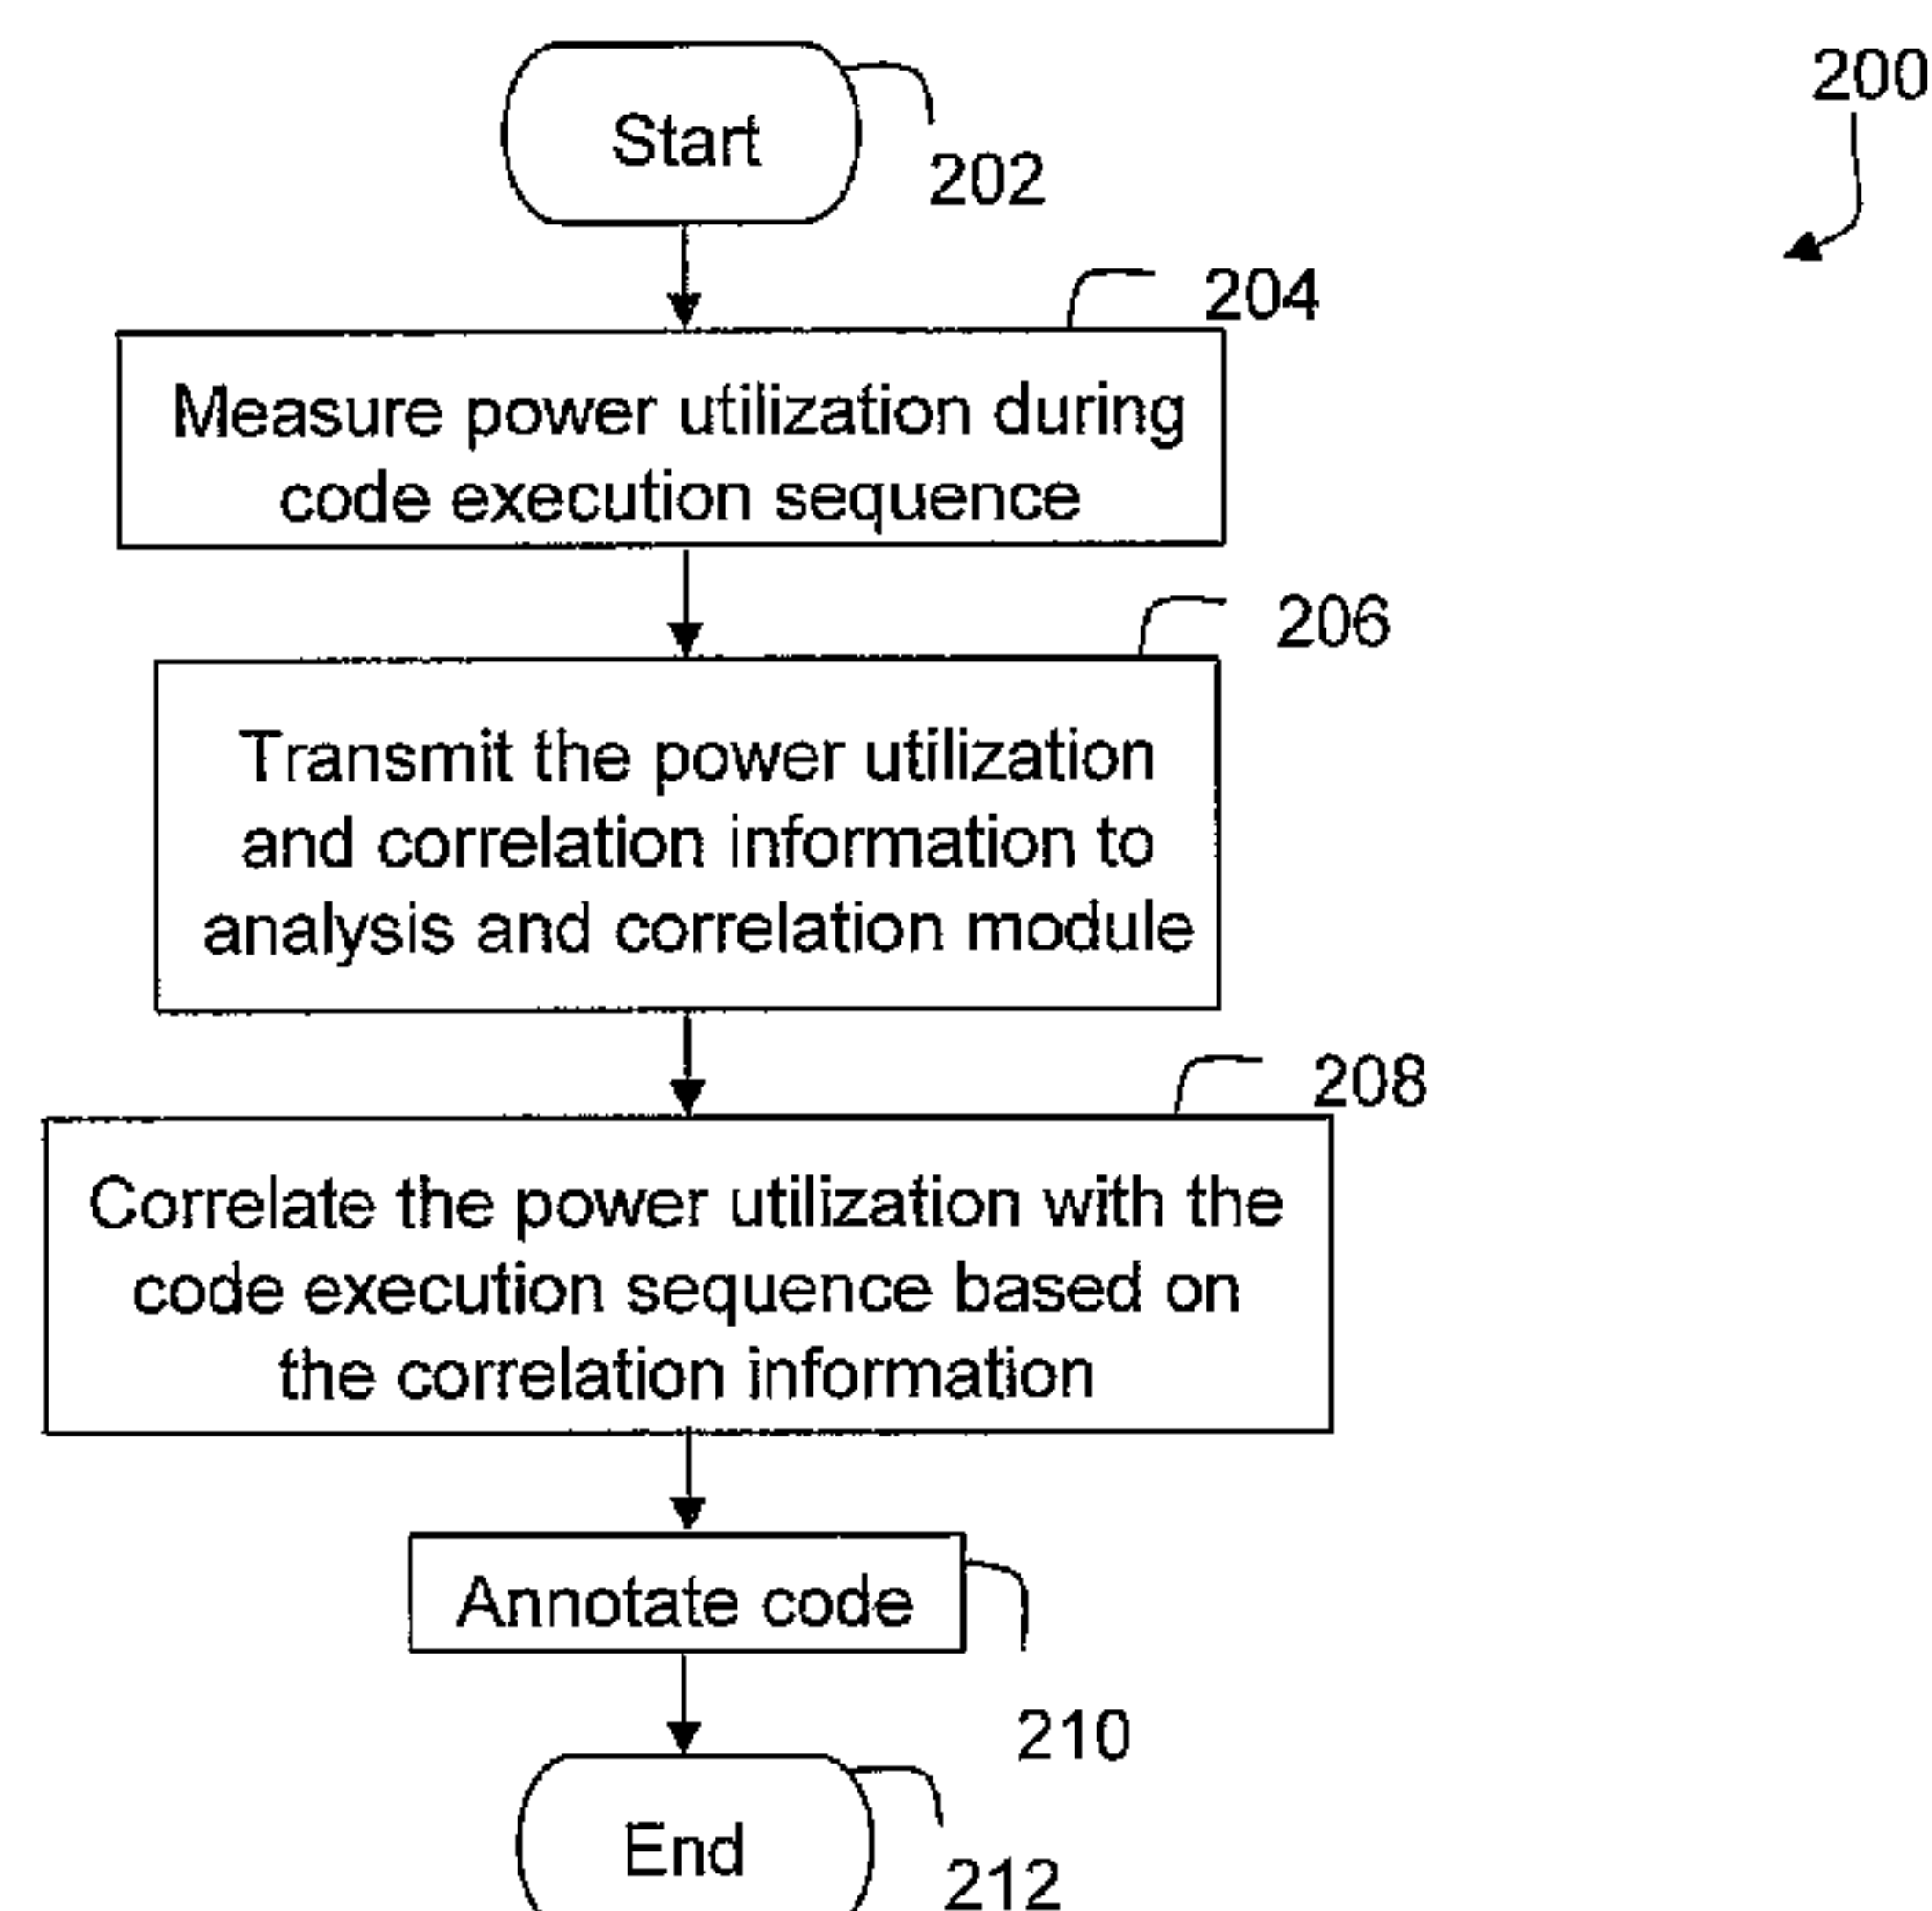 200
Start
202
204
Measure power utilization during
code execution sequence
206
Transmit the power utilization
and correlation information to
analysis and correlation module
208
Correlate the power utilization with the
code execution sequence based on
the correlation information
Annotate code
210
End
212